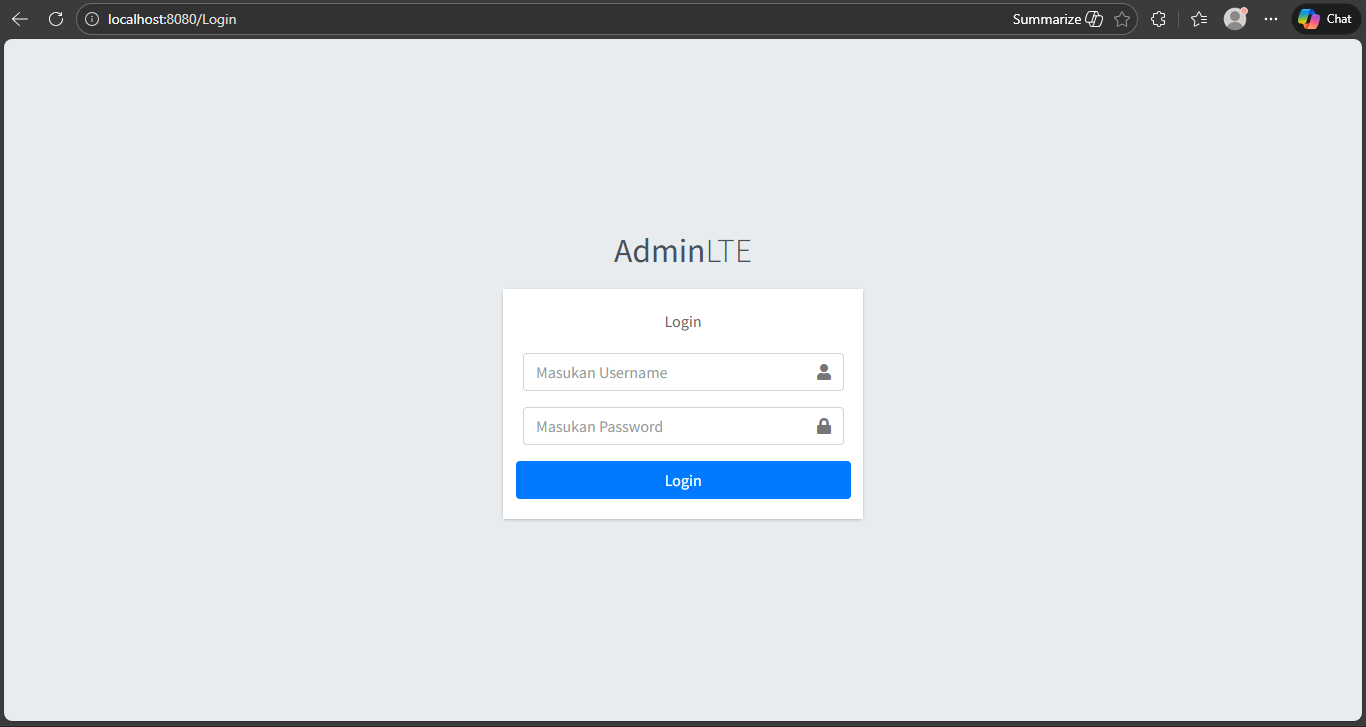 localhost:8080/Login
Summarize
Chat
AdminLTE
Login
Masukan Username
Masukan Password
Login